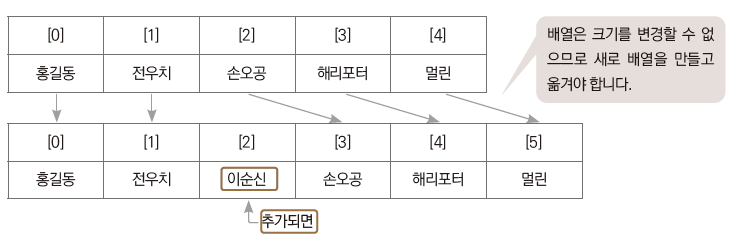 [0] [1] [2] [3] [4]
홍길동 전우치 손오공 해리포터 멀린
배열은 크기를 변경할 수 없
으므로 새로 배열을 만들고
옮겨야 합니다.
[0] [1] [2] [3] [4] [5]
홍길동 전우치 이순신 손오공 해리포터 멀린
추가되면